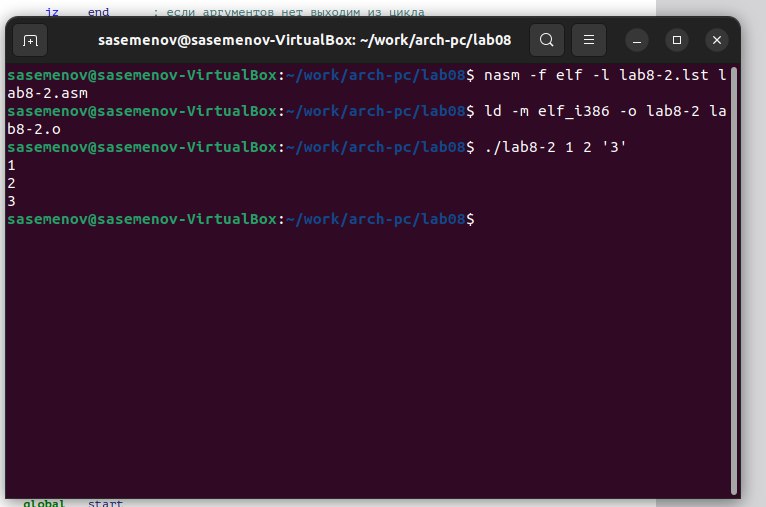 jz end ; если аргументов нет выходим из цикла
sasemenov@sasemenov-VirtualBox: ~/work/arch-pc/lab08
sasemenov@sasemenov-VirtualBox:~/work/arch-pc/lab08$ nasm -f elf -l lab8-2.lst l
ab8-2.asm
sasemenov@sasemenov-VirtualBox:~/work/arch-pc/lab08$ ld -m elf_i386 -o lab8-2 la
b8-2.o
sasemenov@sasemenov-VirtualBox:~/work/arch-pc/lab08$ ./lab8-2 1 2 '3'
1
2
3
sasemenov@sasemenov-VirtualBox:~/work/arch-pc/lab08$
global _start